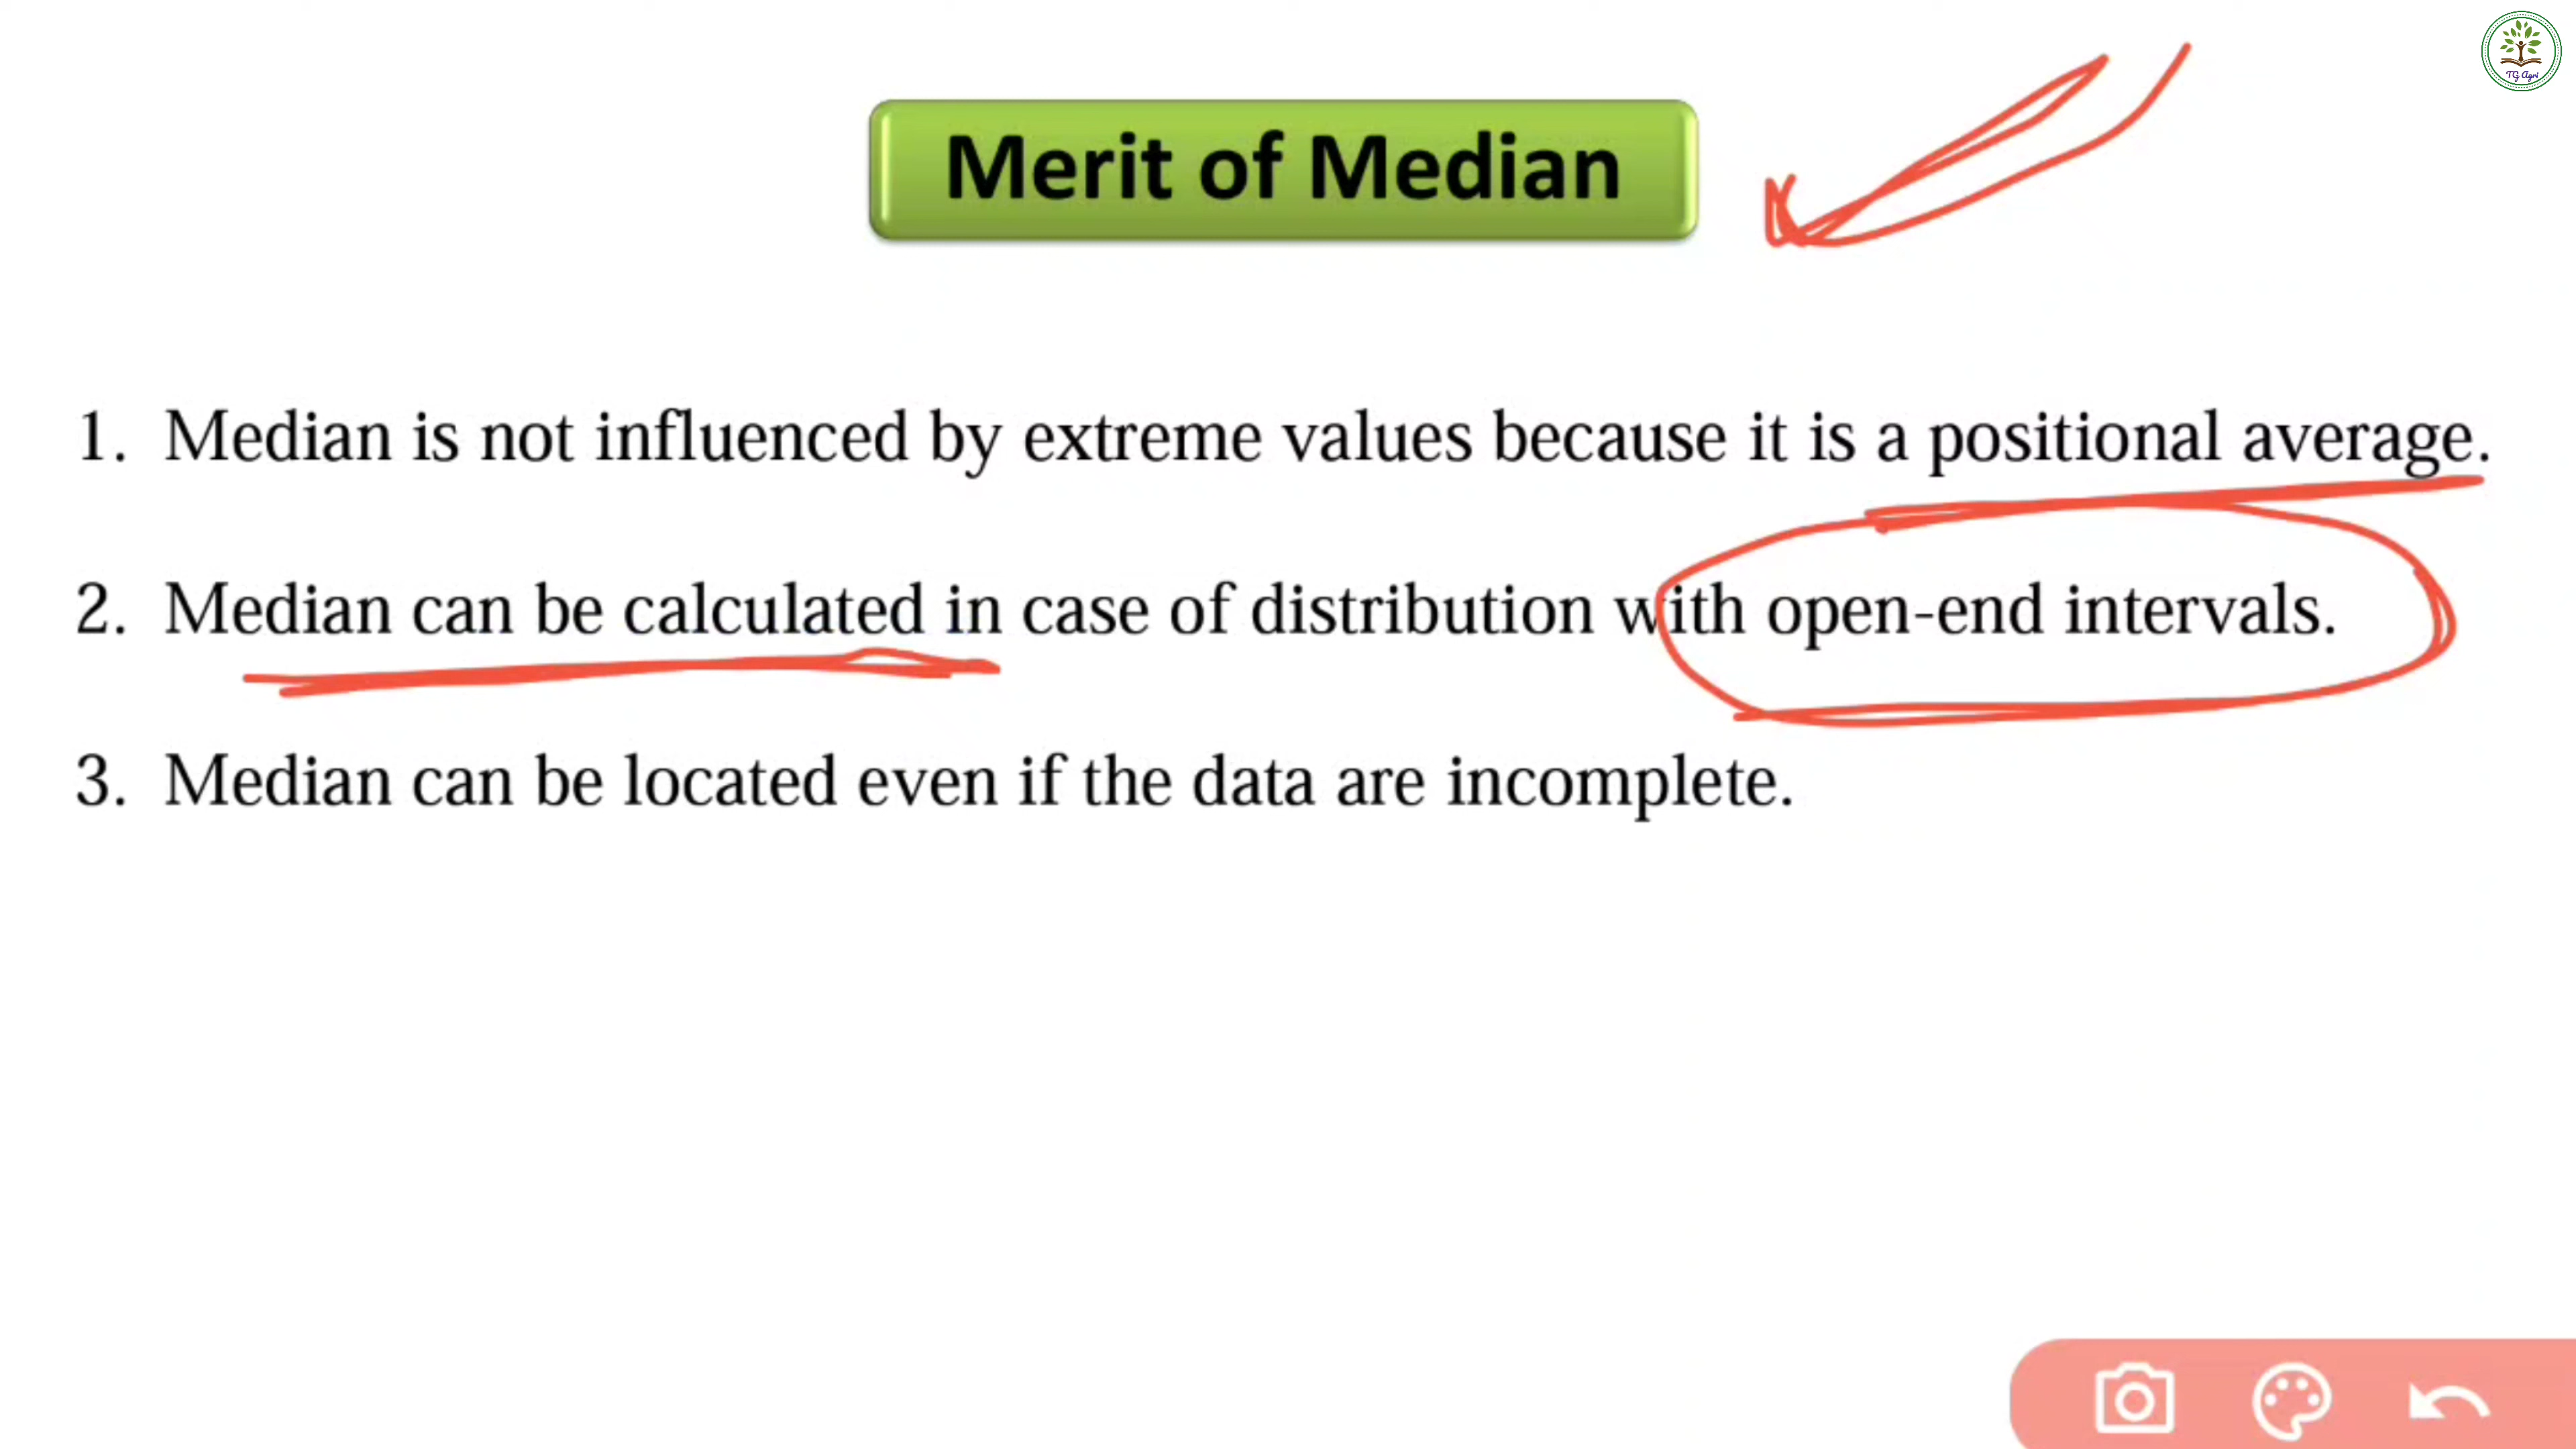 TG Agri
Merit of Median
1. Median is not influenced by extreme values because it is a positional average.
2. Median can be calculated in case of distribution with open-end intervals.
3. Median can be located even if the data are incomplete.